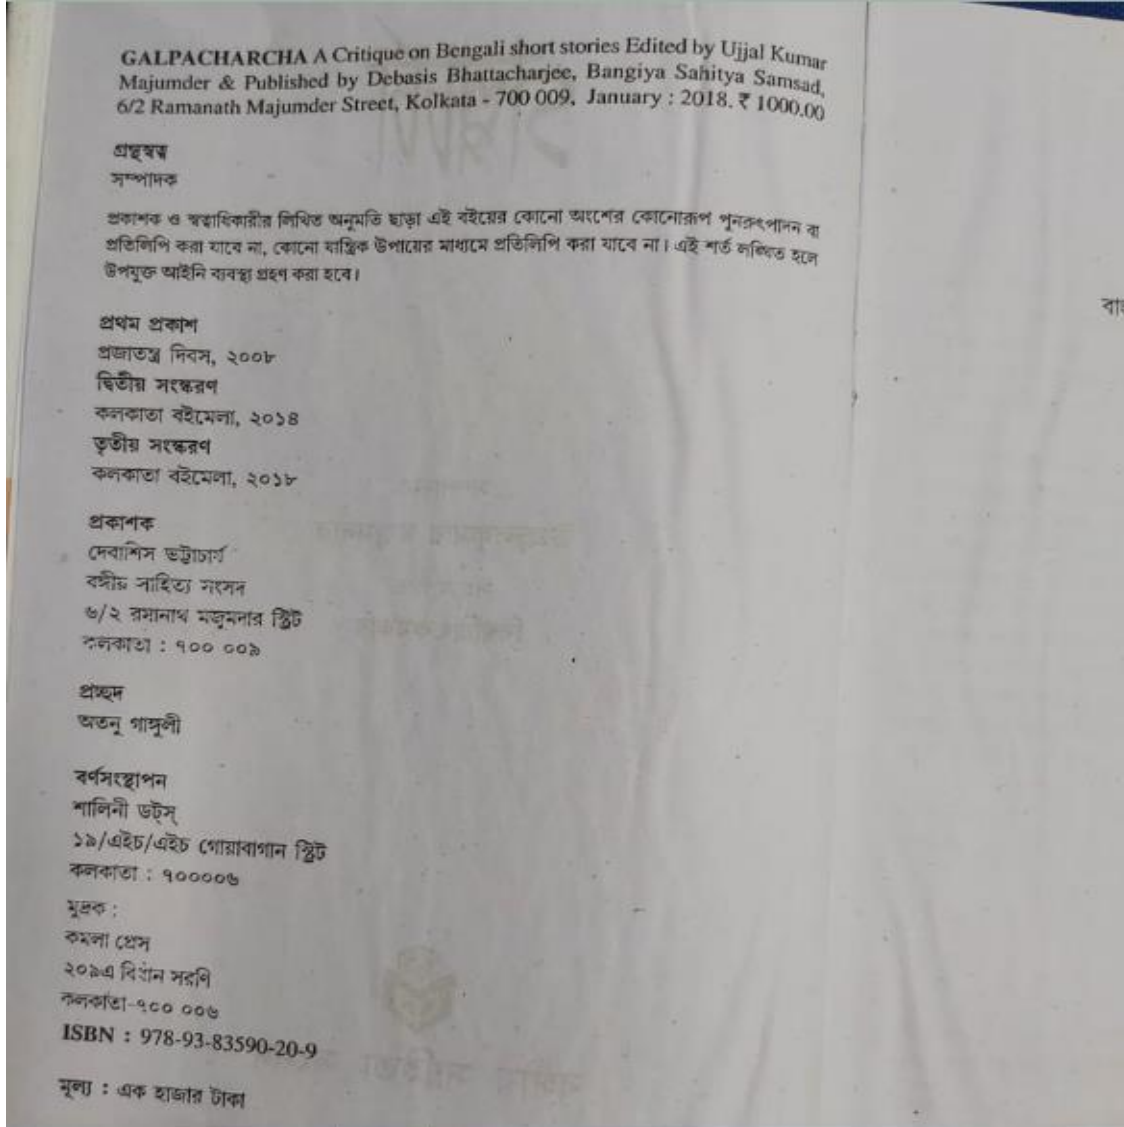 GALPACHARCHA A Critique on Bengali short stories Edited by Ujjal Kumar
Majumder & Published by Debasis Bhattacharjee, Bangiya Sahitya Samsad,
6/2 Ramanath Majumder Street, Kolkata - 700 009. January : 2018. ₹ 1000.00
গ্রন্থস্বত্ব
সম্পাদক
প্রকাশক ও স্বত্বাধিকারীর লিখিত অনুমতি ছাড়া এই বইয়ের কোনো অংশের কোনোরূপ পুনরুৎপাদন বা
প্রতিলিপি করা যাবে না, কোনো যান্ত্রিক উপায়ের মাধ্যমে প্রতিলিপি করা যাবে না। এই শর্ত লঙ্ঘিত হলে
উপযুক্ত আইনি ব্যবস্থা গ্রহণ করা হবে।
প্রথম প্রকাশ
প্রজাতন্ত্র দিবস, ২০০৮
দ্বিতীয় সংস্করণ
কলকাতা বইমেলা, ২০১৪
তৃতীয় সংস্করণ
কলকাতা বইমেলা, ২০১৮
প্রকাশক
দেবাশিস ভট্টাচার্য
বঙ্গীয় সাহিত্য সংসদ
৬/২ রমানাথ মজুমদার স্ট্রিট
কলকাতা : ৭০০ ০০৯
প্রচ্ছদ
অতনু গাঙ্গুলী
বর্ণসংস্থাপন
শালিনী ডট্‌স্
১৯/এইচ/এইচ গোয়াবাগান স্ট্রিট
কলকাতা : ৭০০০০৬
মুদ্রক :
কমলা প্রেস
২০৯এ বিধান সরণি
কলকাতা-৭০০ ০০৬
ISBN : 978-93-83590-20-9
মূল্য : এক হাজার টাকা